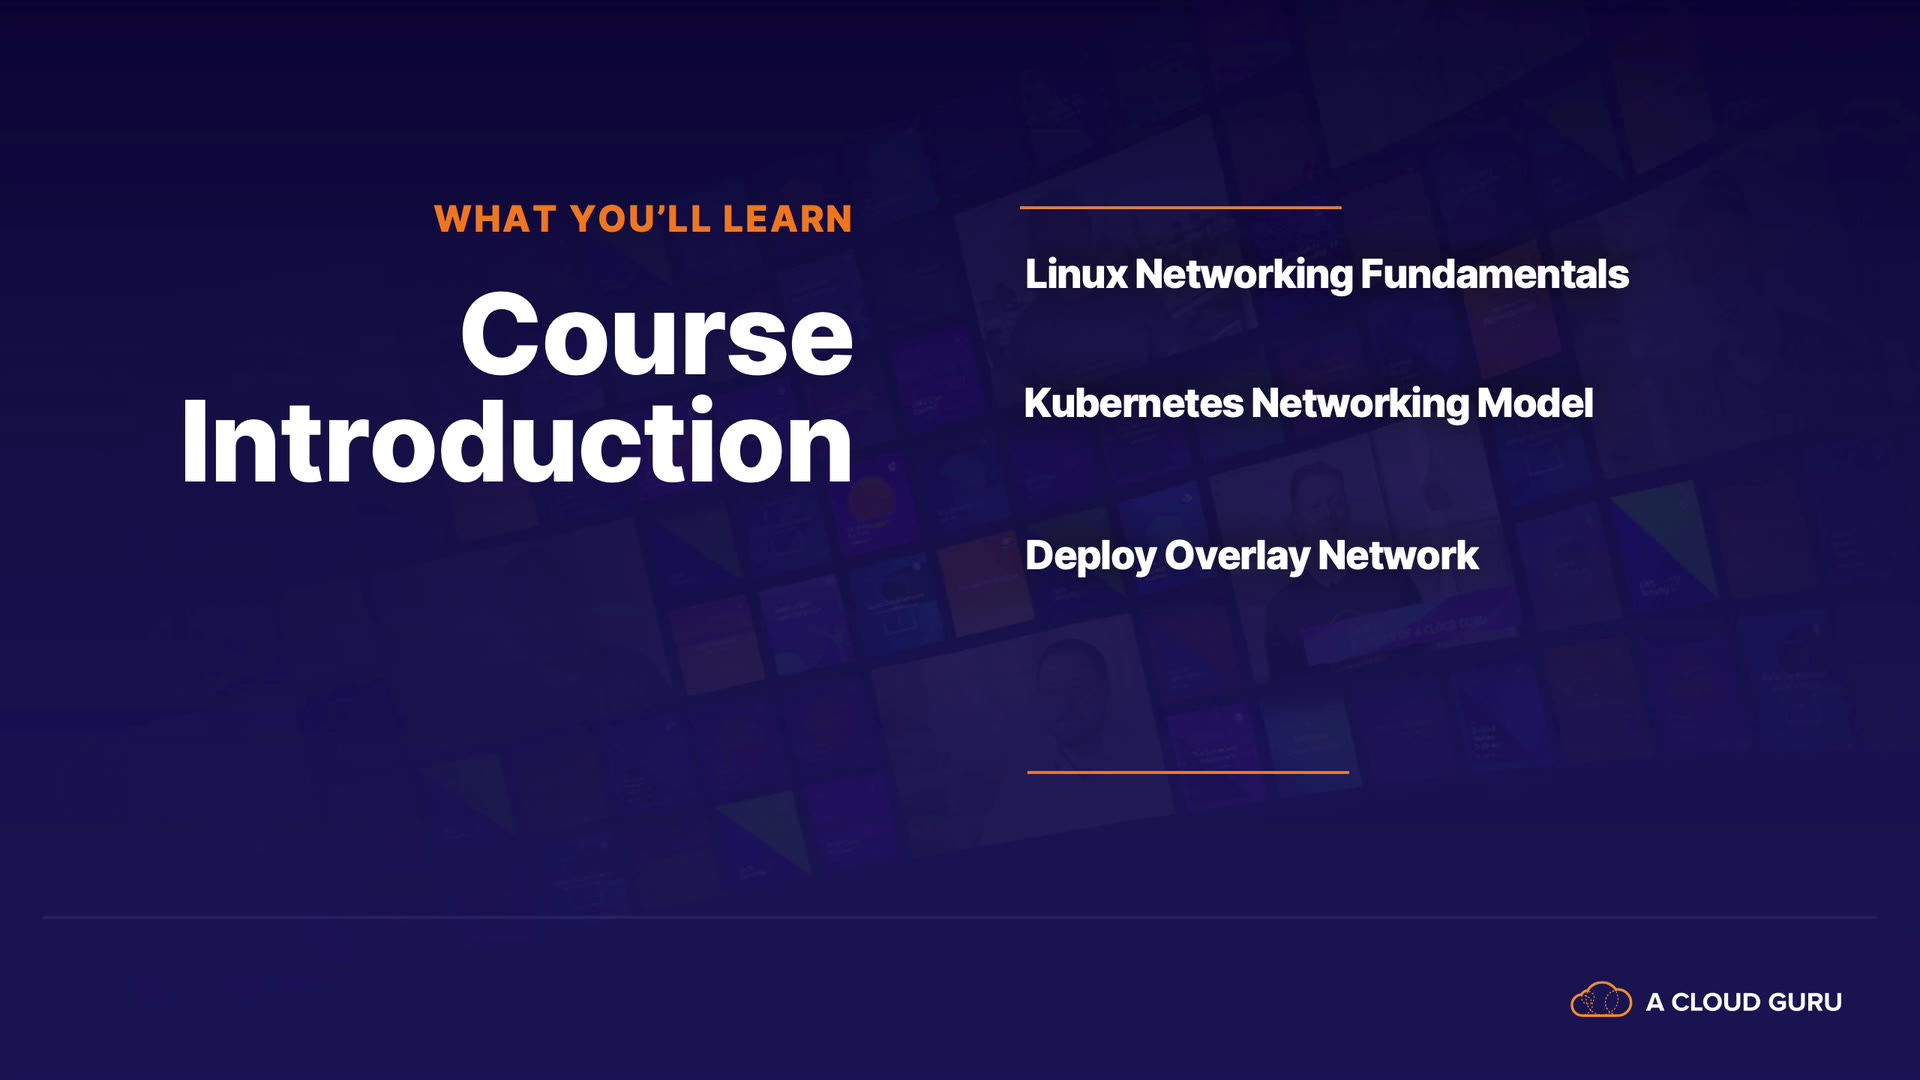 WHAT YOU’LL LEARN
Course
Introduction
Linux Networking Fundamentals
Kubernetes Networking Model
Deploy Overlay Network
A CLOUD GURU